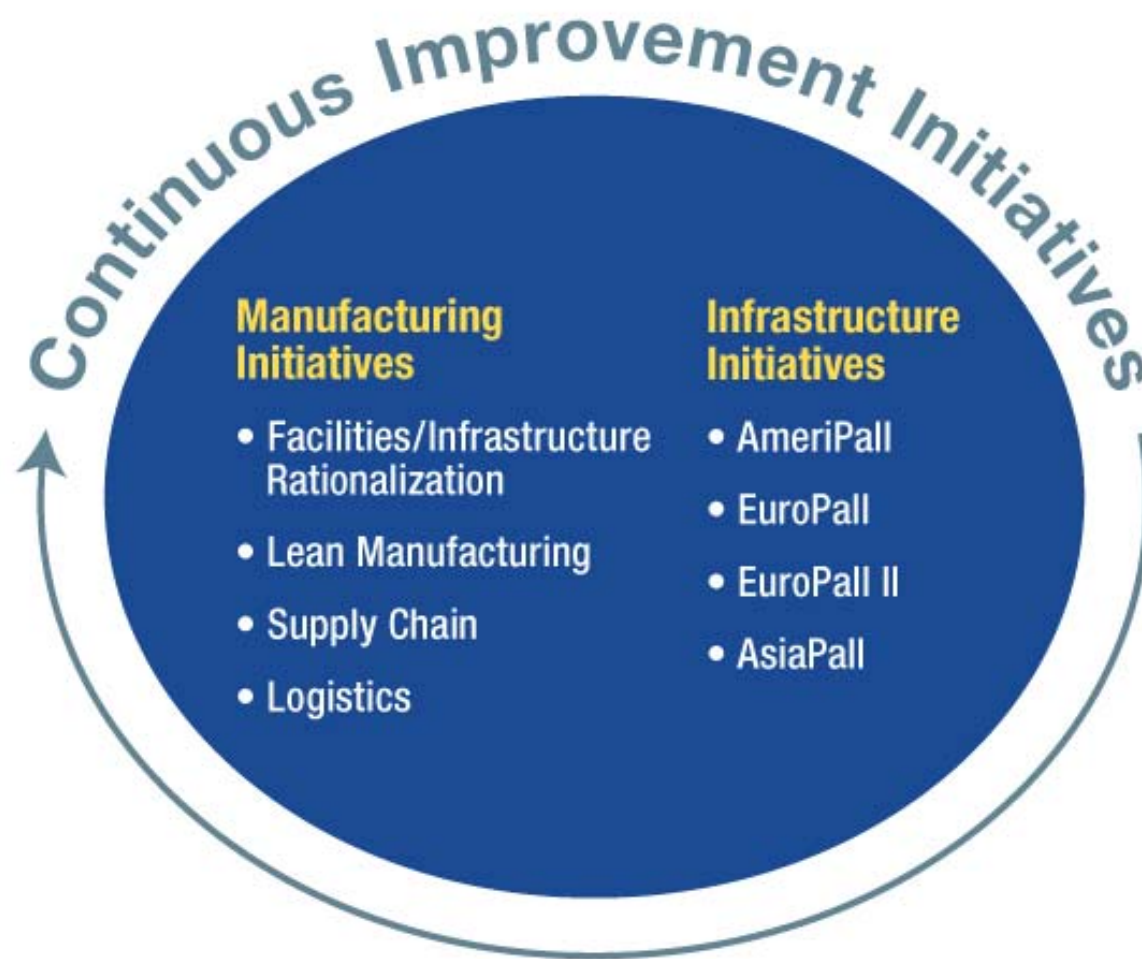 Continuous Improvement Initiatives
Manufacturing
Initiatives
• Facilities/Infrastructure
Rationalization
• Lean Manufacturing
• Supply Chain
• Logistics
Infrastructure
Initiatives
• AmeriPall
• EuroPall
• EuroPall II
• AsiaPall